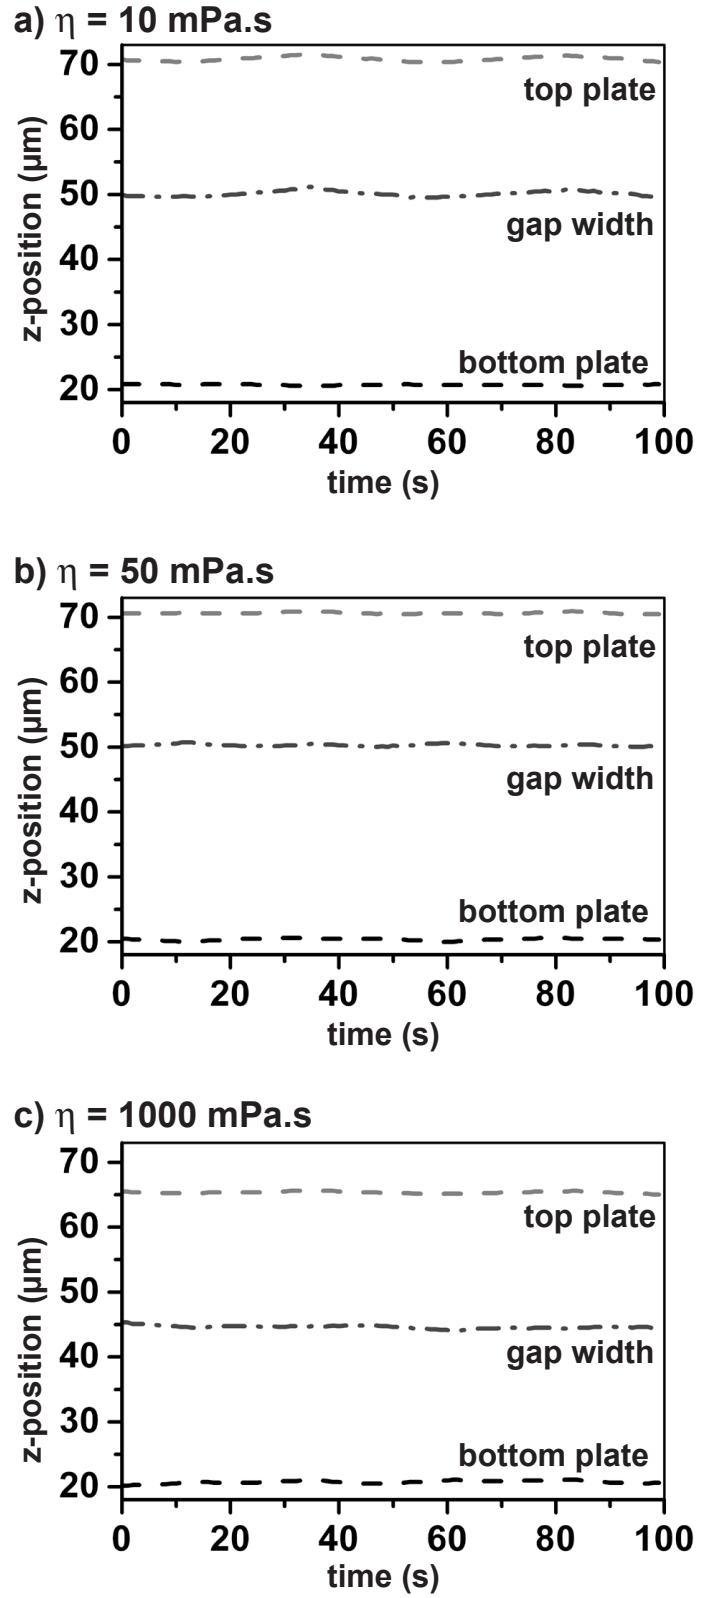 a) η = 10 mPa.s
70
top plate
60
50
gap width
40
30
bottom plate
20
z-position (μm)
0 20 40 60 80 100
time (s)
b) η = 50 mPa.s
70
top plate
60
50
gap width
40
30
bottom plate
20
z-position (μm)
0 20 40 60 80 100
time (s)
c) η = 1000 mPa.s
70
top plate
60
50
gap width
40
30
bottom plate
20
z-position (μm)
0 20 40 60 80 100
time (s)